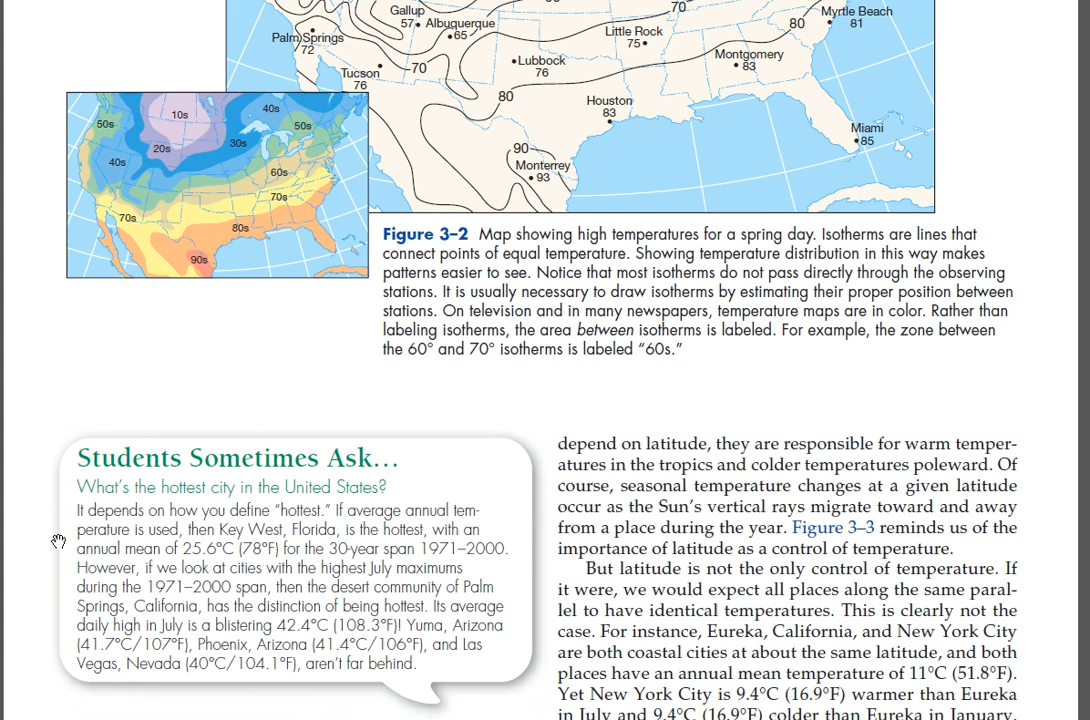 70
80
Myrtle Beach
81
Gallup
57
Albuquerque
65
Palm Springs
72
Little Rock
75
Montgomery
83
Lubbock
76
Tucson
76
70
80
Houston
83
Miami
85
90
Monterrey
93
10s
40s
50s
50s
20s
30s
40s
60s
70s
70s
80s
90s
Figure 3–2 Map showing high temperatures for a spring day. Isotherms are lines that
connect points of equal temperature. Showing temperature distribution in this way makes
patterns easier to see. Notice that most isotherms do not pass directly through the observing
stations. It is usually necessary to draw isotherms by estimating their proper position between
stations. On television and in many newspapers, temperature maps are in color. Rather than
labeling isotherms, the area between isotherms is labeled. For example, the zone between
the 60° and 70° isotherms is labeled “60s.”
Students Sometimes Ask...
What’s the hottest city in the United States?
It depends on how you define “hottest.” If average annual tem-
perature is used, then Key West, Florida, is the hottest, with an
annual mean of 25.6°C (78°F) for the 30-year span 1971–2000.
However, if we look at cities with the highest July maximums
during the 1971–2000 span, then the desert community of Palm
Springs, California, has the distinction of being hottest. Its average
daily high in July is a blistering 42.4°C (108.3°F)! Yuma, Arizona
(41.7°C/107°F), Phoenix, Arizona (41.4°C/106°F), and Las
Vegas, Nevada (40°C/104.1°F), aren’t far behind.
depend on latitude, they are responsible for warm temper-
atures in the tropics and colder temperatures poleward. Of
course, seasonal temperature changes at a given latitude
occur as the Sun’s vertical rays migrate toward and away
from a place during the year. Figure 3–3 reminds us of the
importance of latitude as a control of temperature.
But latitude is not the only control of temperature. If
it were, we would expect all places along the same paral-
lel to have identical temperatures. This is clearly not the
case. For instance, Eureka, California, and New York City
are both coastal cities at about the same latitude, and both
places have an annual mean temperature of 11°C (51.8°F).
Yet New York City is 9.4°C (16.9°F) warmer than Eureka
in July and 9.4°C (16.9°F) colder than Eureka in January.